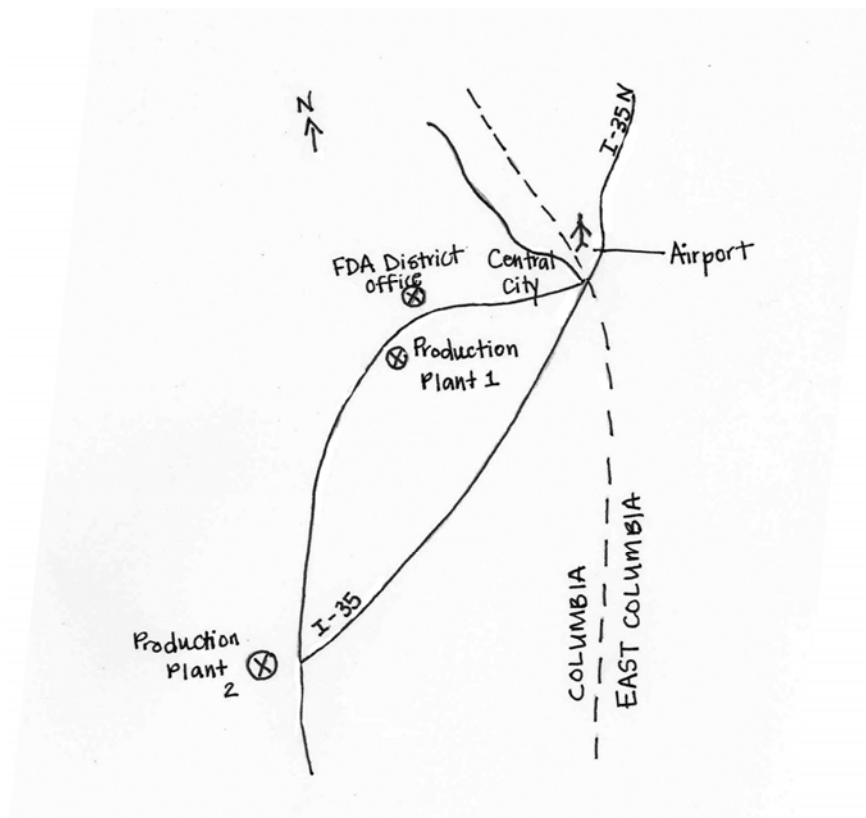 N
I-35N
FDA District
office
Central
City
Airport
Production
Plant 1
I-35
Production
Plant
2
COLUMBIA
EAST COLUMBIA